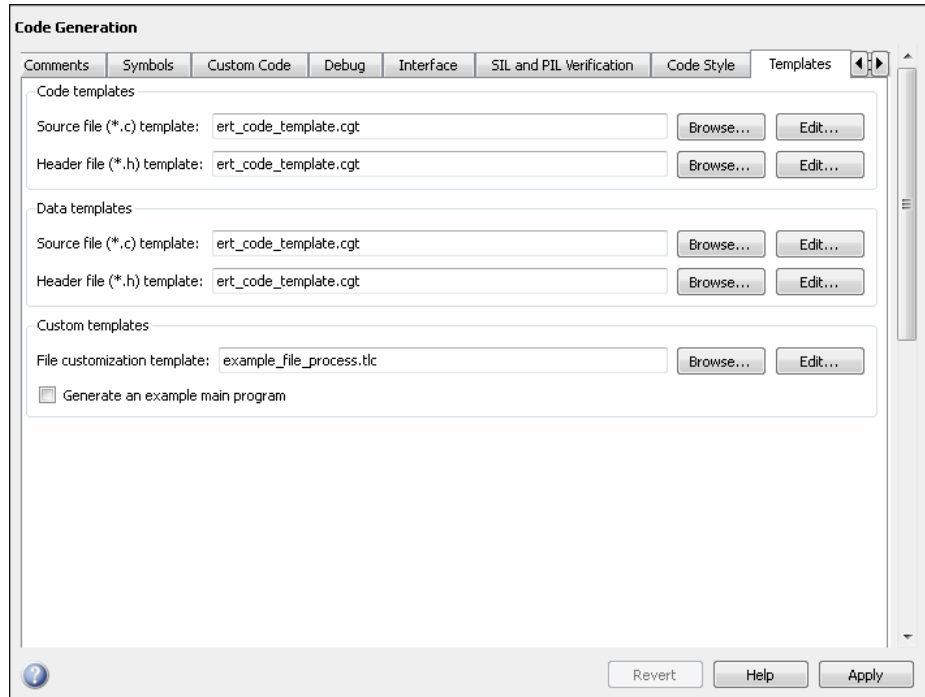 Code Generation
Comments Symbols Custom Code Debug Interface SIL and PIL Verification Code Style Templates
Code templates
Source file (*.c) template: ert_code_template.cgt Browse... Edit...
Header file (*.h) template: ert_code_template.cgt Browse... Edit...
Data templates
Source file (*.c) template: ert_code_template.cgt Browse... Edit...
Header file (*.h) template: ert_code_template.cgt Browse... Edit...
Custom templates
File customization template: example_file_process.tlc Browse... Edit...
Generate an example main program
? Revert Help Apply